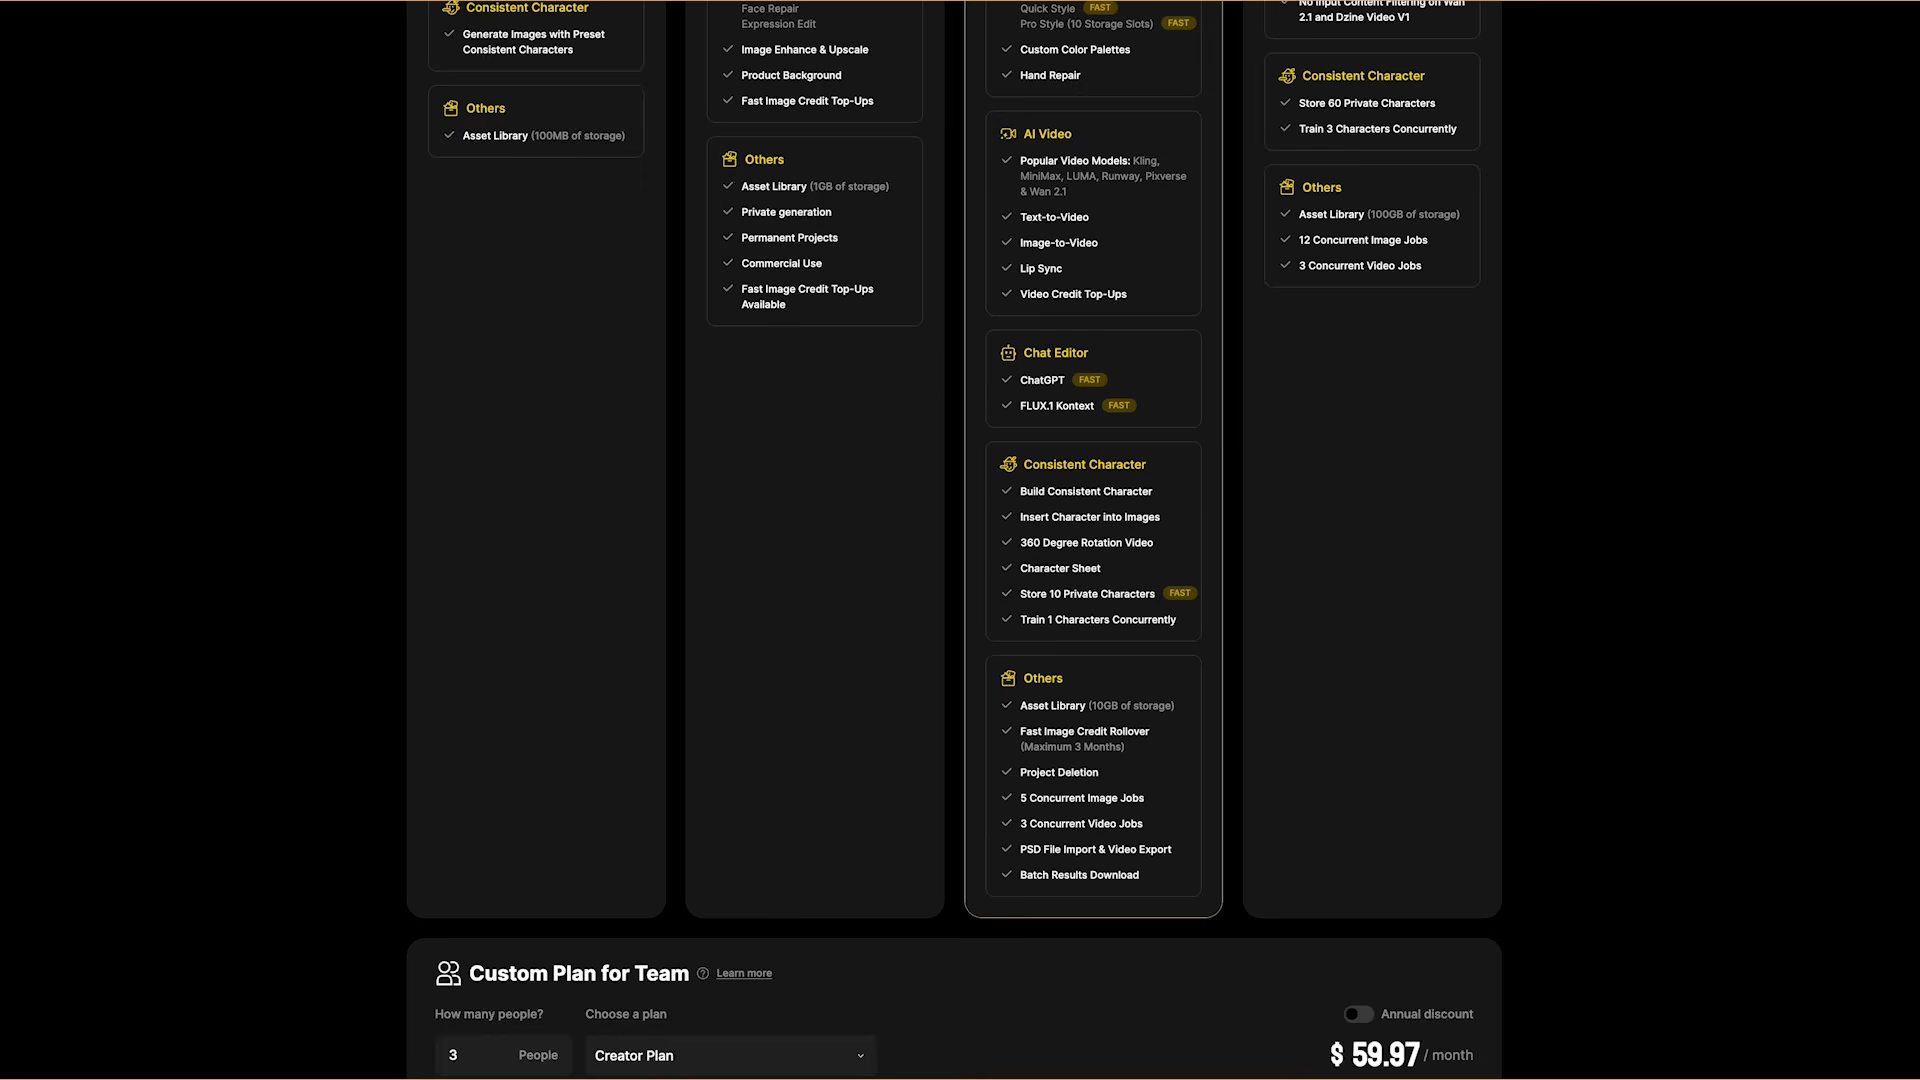 Consistent Character
Generate Images with Preset
Consistent Characters
Others
Asset Library (100MB of storage)
Face Repair
Expression Edit
Image Enhance & Upscale
Product Background
Fast Image Credit Top-Ups
Others
Asset Library (1GB of storage)
Private generation
Permanent Projects
Commercial Use
Fast Image Credit Top-Ups
Available
Quick Style FAST
Pro Style (10 Storage Slots) FAST
Custom Color Palettes
Hand Repair
AI Video
Popular Video Models: Kling,
MiniMax, LUMA, Runway, Pixverse
& Wan 2.1
Text-to-Video
Image-to-Video
Lip Sync
Video Credit Top-Ups
Chat Editor
ChatGPT FAST
FLUX.1 Kontext FAST
Consistent Character
Build Consistent Character
Insert Character into Images
360 Degree Rotation Video
Character Sheet
Store 10 Private Characters FAST
Train 1 Characters Concurrently
Others
Asset Library (10GB of storage)
Fast Image Credit Rollover
(Maximum 3 Months)
Project Deletion
5 Concurrent Image Jobs
3 Concurrent Video Jobs
PSD File Import & Video Export
Batch Results Download
No Input Content Filtering on Wan
2.1 and Dzine Video V1
Consistent Character
Store 60 Private Characters
Train 3 Characters Concurrently
Others
Asset Library (100GB of storage)
12 Concurrent Image Jobs
3 Concurrent Video Jobs
Custom Plan for Team ? Learn more
How many people? Choose a plan Annual discount
3 People Creator Plan $ 59.97 / month